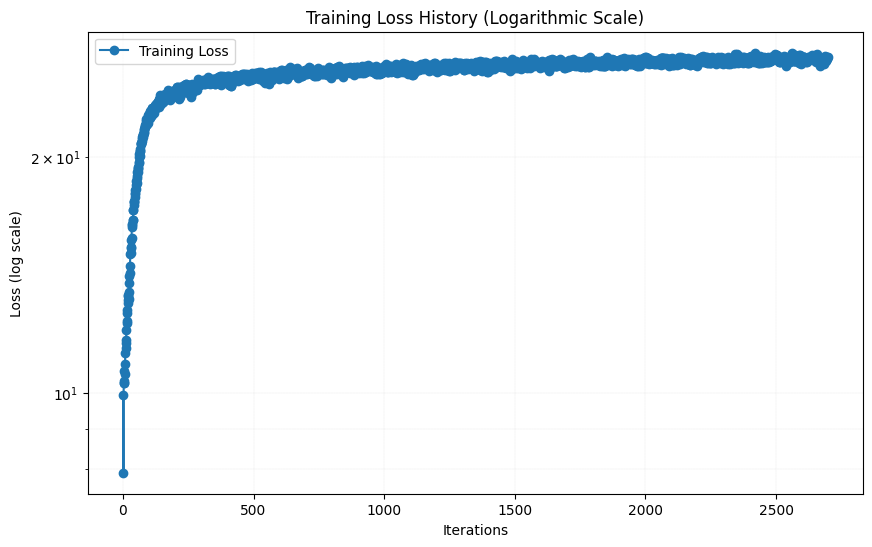 Training Loss History (Logarithmic Scale)
Training Loss
2 × 10¹
10¹
Loss (log scale)
0 500 1000 1500 2000 2500
Iterations